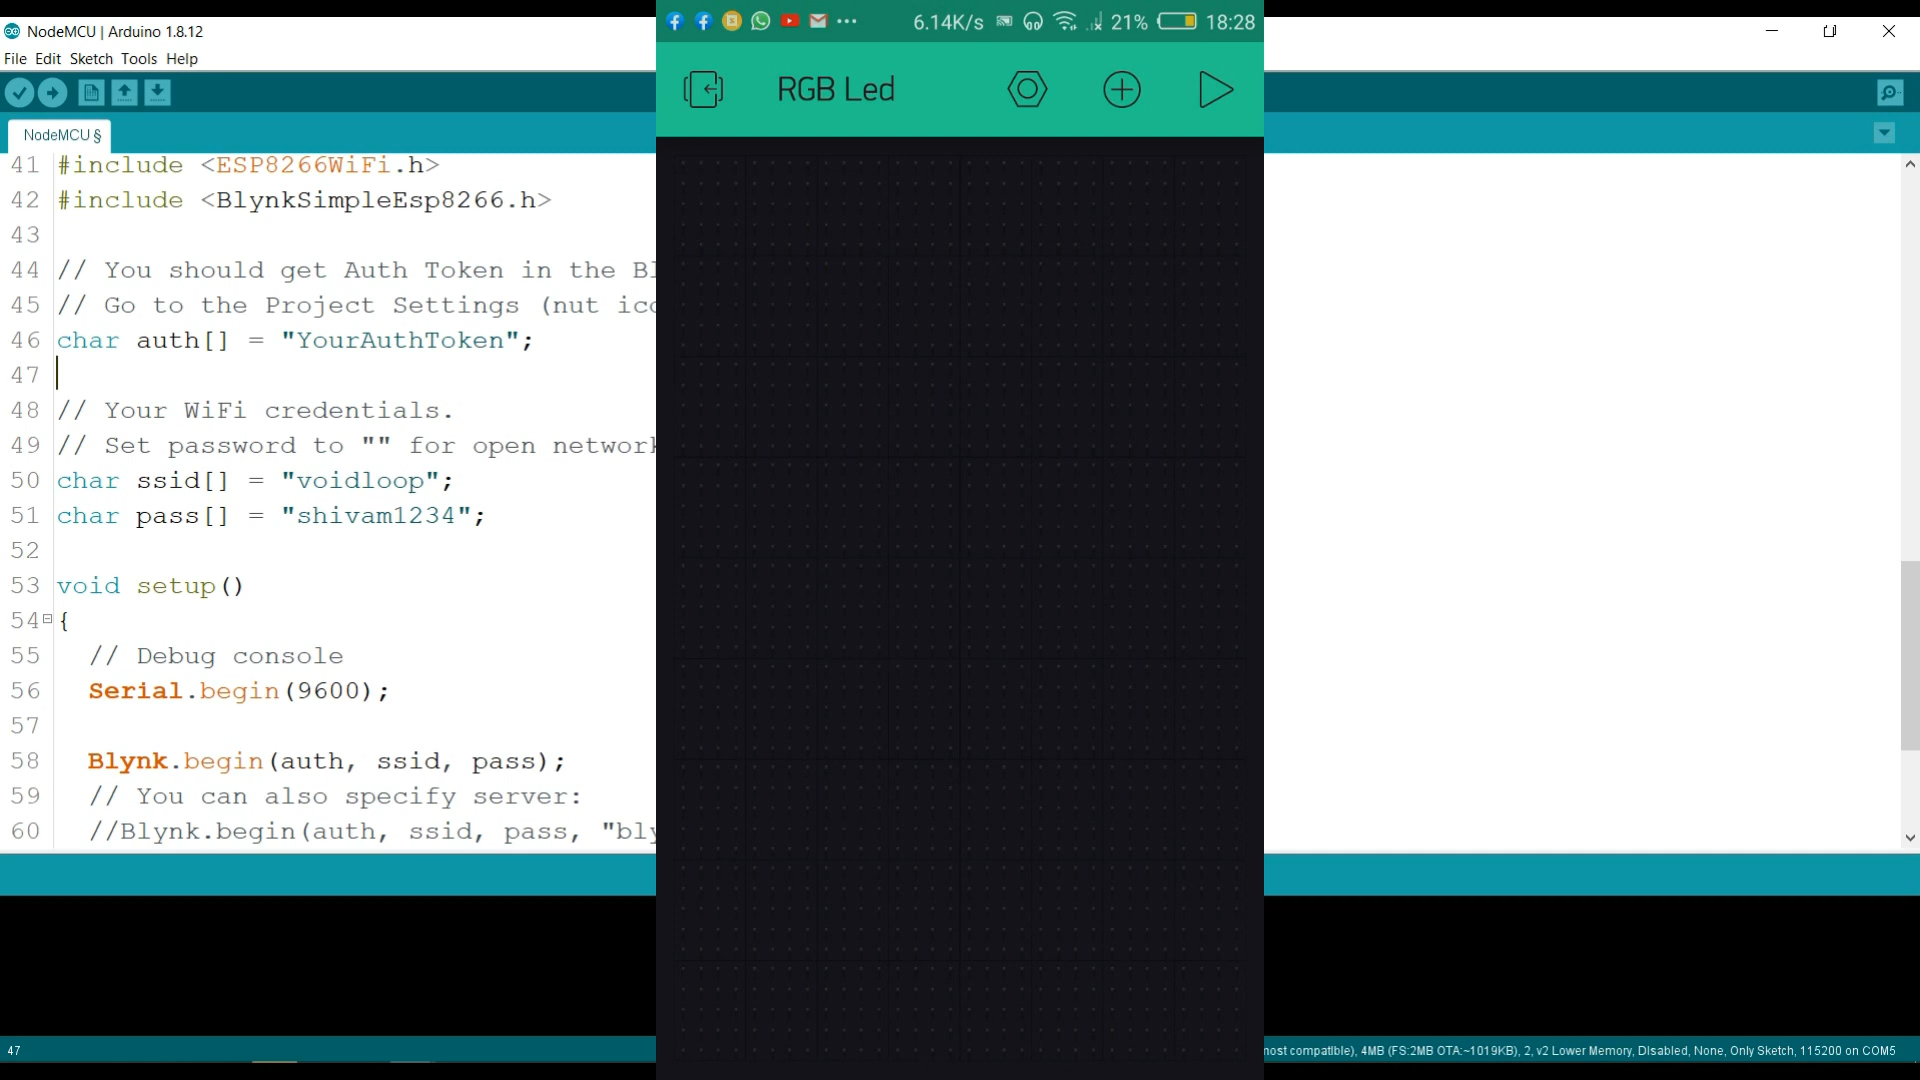 NodeMCU | Arduino 1.8.12
File Edit Sketch Tools Help
NodeMCU §
41 #include <ESP8266WiFi.h>
42 #include <BlynkSimpleEsp8266.h>
43
44 // You should get Auth Token in the Bl
45 // Go to the Project Settings (nut ico
46 char auth[] = "YourAuthToken";
47
48 // Your WiFi credentials.
49 // Set password to "" for open network
50 char ssid[] = "voidloop";
51 char pass[] = "shivam1234";
52
53 void setup()
54 {
55 // Debug console
56 Serial.begin(9600);
57
58 Blynk.begin(auth, ssid, pass);
59 // You can also specify server:
60 //Blynk.begin(auth, ssid, pass, "bly
47
6.14K/s 21% 18:28
RGB Led
most compatible), 4MB (FS:2MB OTA:~1019KB), 2, v2 Lower Memory, Disabled, None, Only Sketch, 115200 on COM5